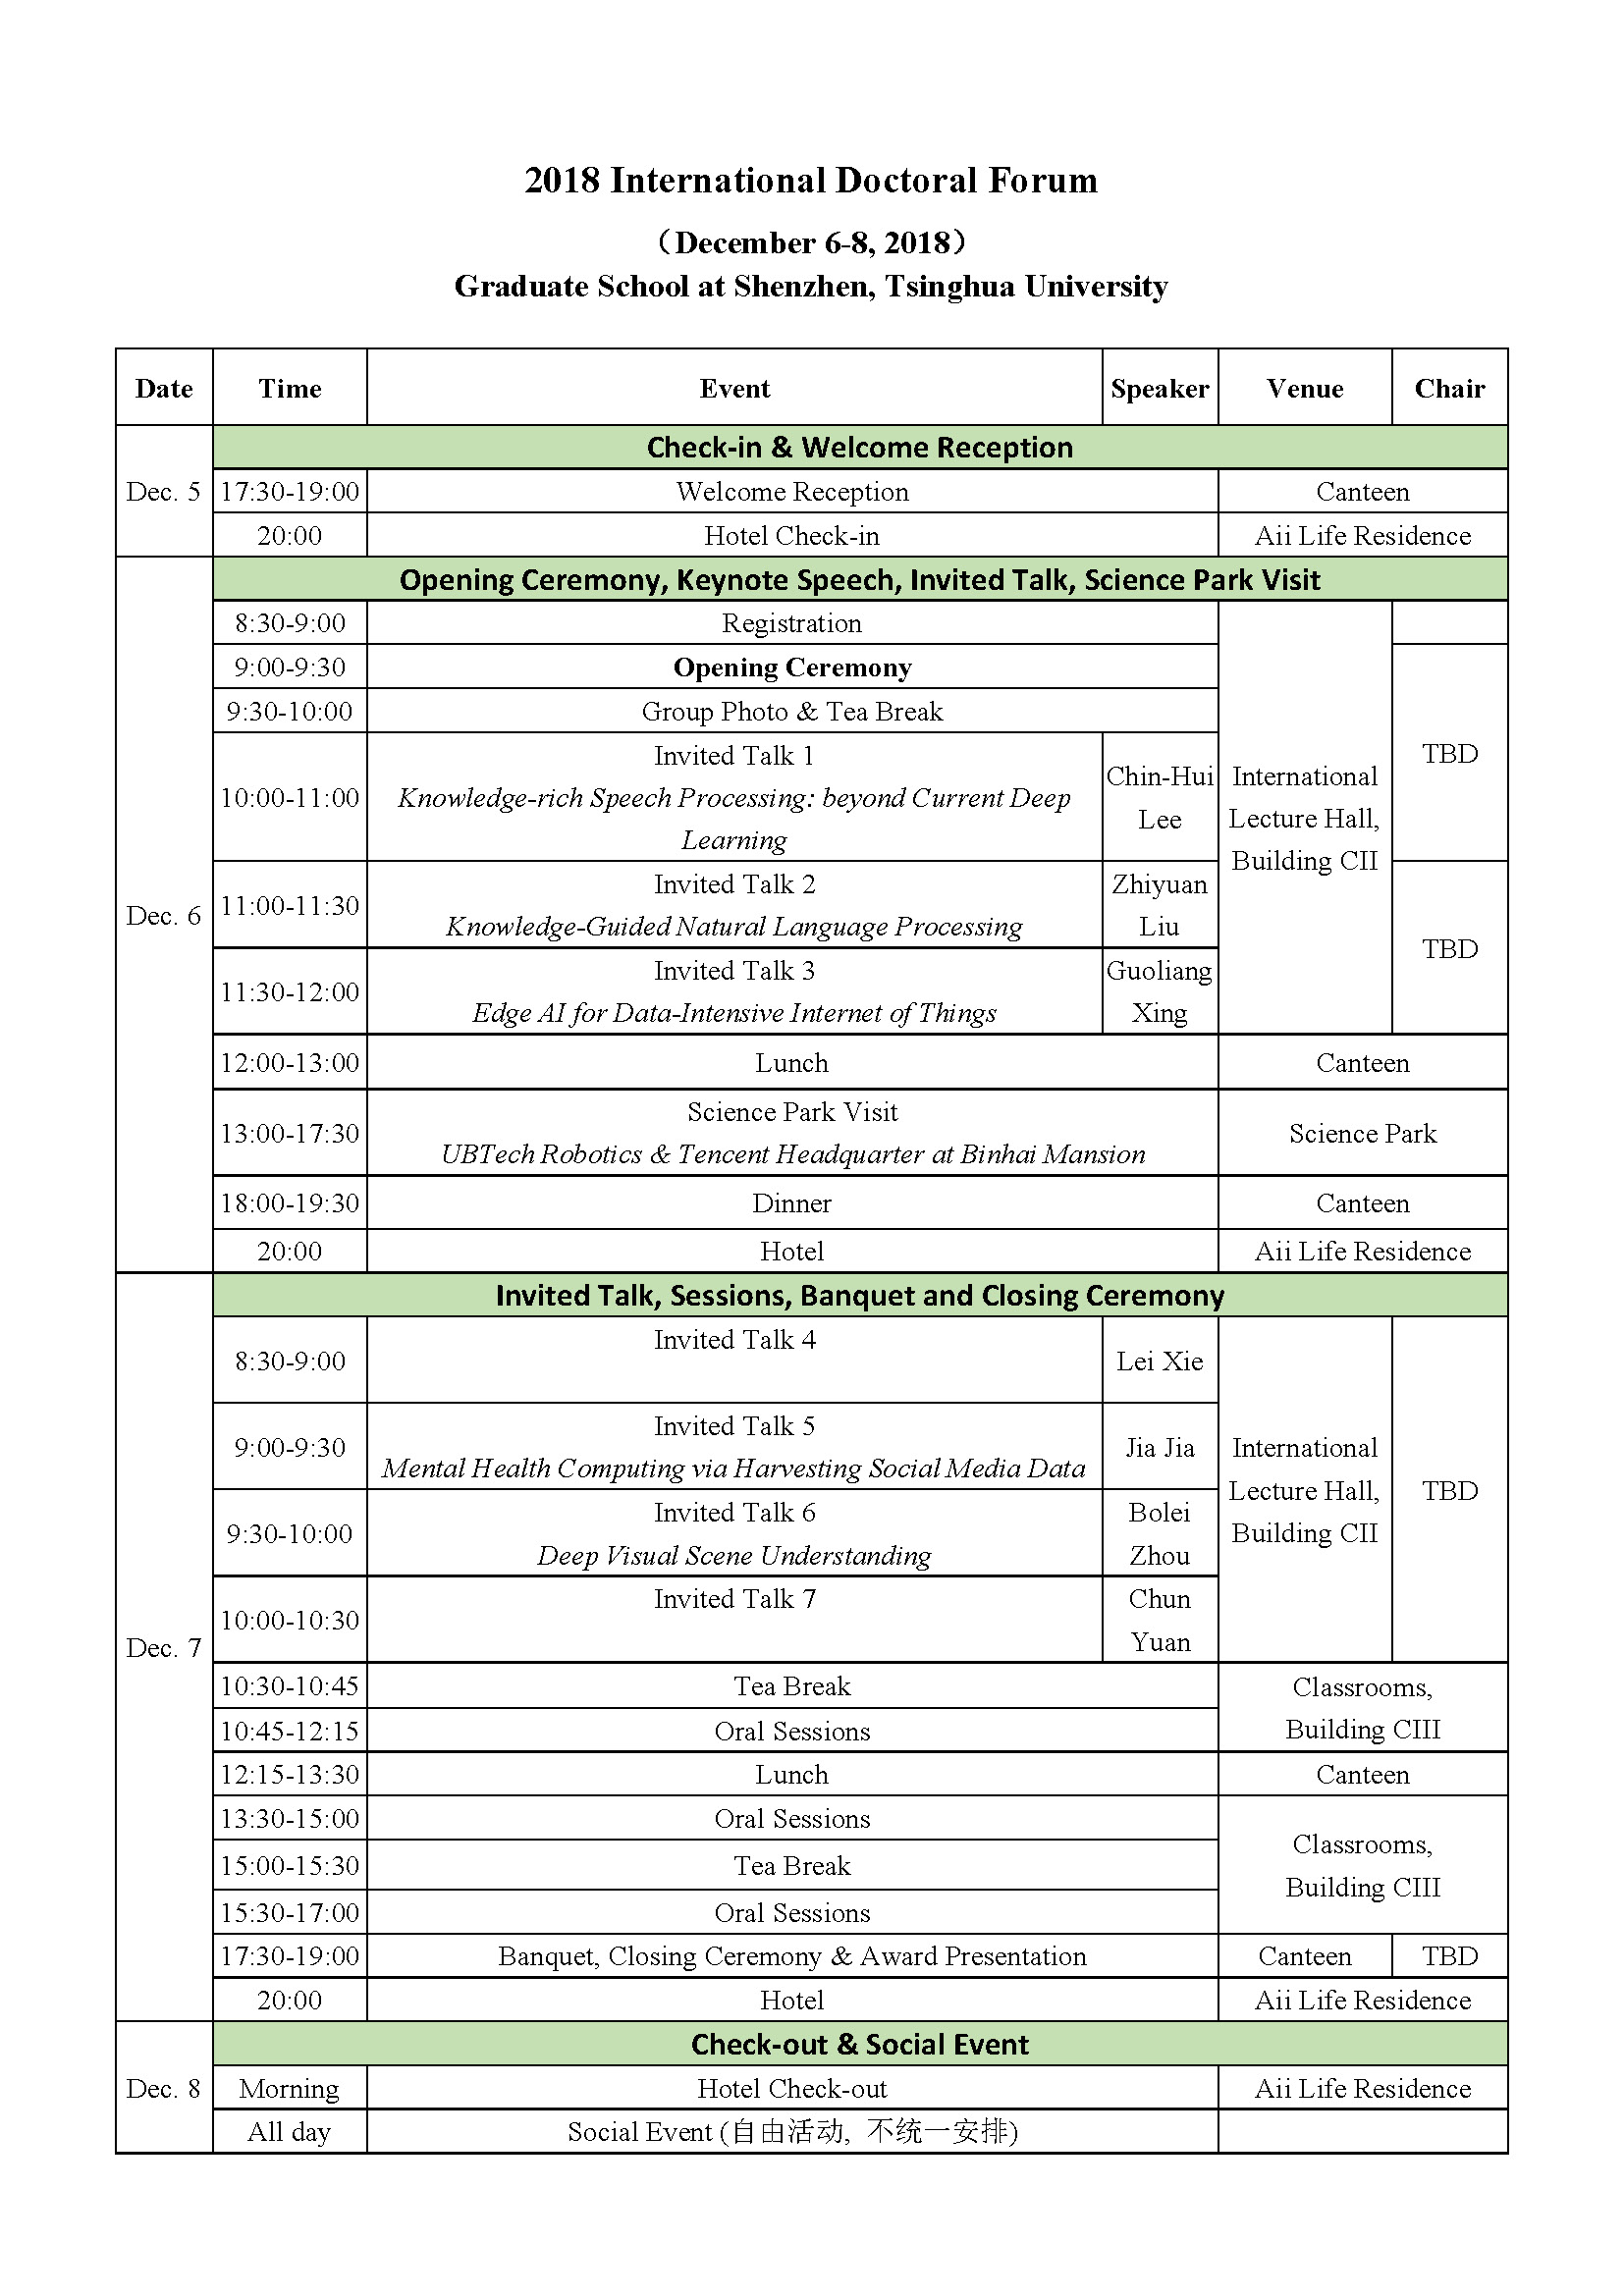 2018 International Doctoral Forum
（December 6-8, 2018）
Graduate School at Shenzhen, Tsinghua University
Date Time Event Speaker Venue Chair
Dec. 5
Check-in & Welcome Reception
17:30-19:00 Welcome Reception Canteen
20:00 Hotel Check-in Aii Life Residence
Dec. 6
Opening Ceremony, Keynote Speech, Invited Talk, Science Park Visit
8:30-9:00 Registration
International
Lecture Hall,
Building CII
9:00-9:30 Opening Ceremony
TBD
9:30-10:00 Group Photo & Tea Break
10:00-11:00
Invited Talk 1
Knowledge-rich Speech Processing: beyond Current Deep
Learning
Chin-Hui
Lee
11:00-11:30
Invited Talk 2
Knowledge-Guided Natural Language Processing
Zhiyuan
Liu
TBD
11:30-12:00
Invited Talk 3
Edge AI for Data-Intensive Internet of Things
Guoliang
Xing
12:00-13:00 Lunch Canteen
13:00-17:30
Science Park Visit
UBTech Robotics & Tencent Headquarter at Binhai Mansion
Science Park
18:00-19:30 Dinner Canteen
20:00 Hotel Aii Life Residence
Dec. 7
Invited Talk, Sessions, Banquet and Closing Ceremony
8:30-9:00
Invited Talk 4
Lei Xie
International
Lecture Hall,
Building CII
TBD
9:00-9:30
Invited Talk 5
Mental Health Computing via Harvesting Social Media Data
Jia Jia
9:30-10:00
Invited Talk 6
Deep Visual Scene Understanding
Bolei
Zhou
10:00-10:30
Invited Talk 7
Chun
Yuan
10:30-10:45 Tea Break
Classrooms,
Building CIII
10:45-12:15 Oral Sessions
12:15-13:30 Lunch Canteen
13:30-15:00 Oral Sessions
Classrooms,
Building CIII
15:00-15:30 Tea Break
15:30-17:00 Oral Sessions
17:30-19:00 Banquet, Closing Ceremony & Award Presentation Canteen TBD
20:00 Hotel Aii Life Residence
Dec. 8
Check-out & Social Event
Morning Hotel Check-out Aii Life Residence
All day Social Event (自由活动, 不统一安排)